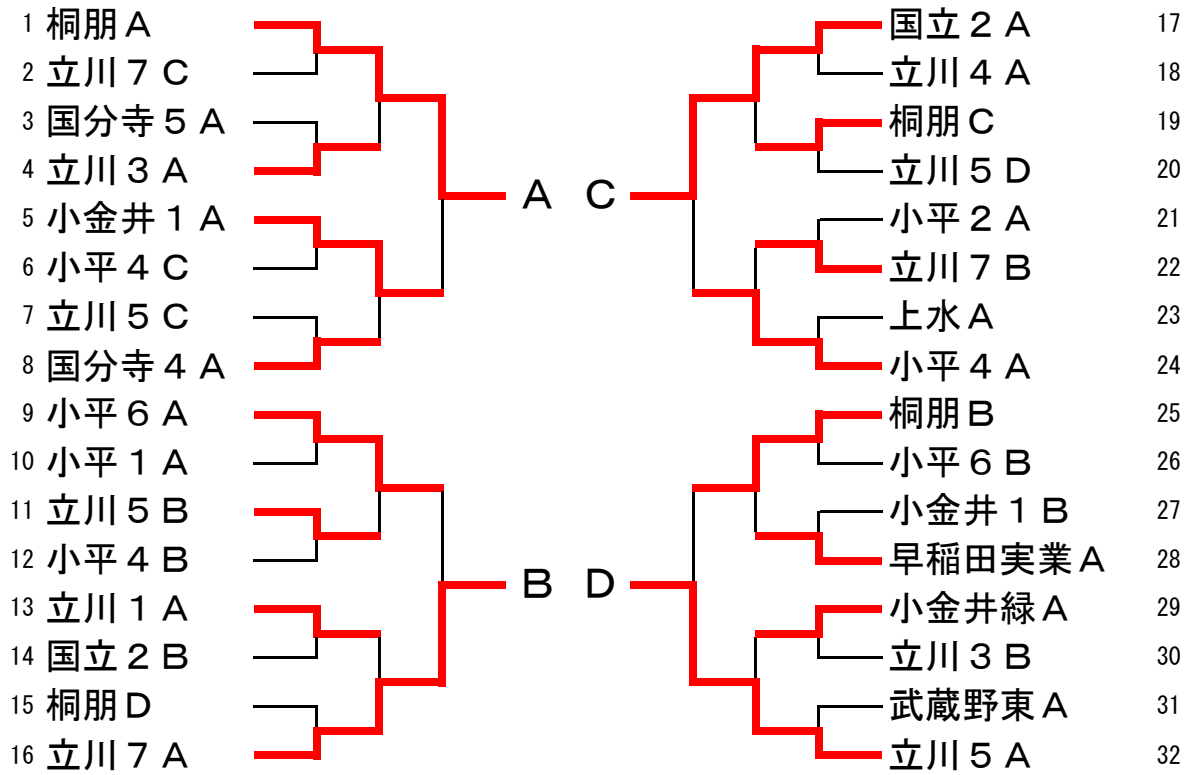 1 桐朋A
2 立川7C
3 国分寺5A
4 立川3A
5 小金井1A
6 小平4C
7 立川5C
8 国分寺4A
9 小平6A
10 小平1A
11 立川5B
12 小平4B
13 立川1A
14 国立2B
15 桐朋D
16 立川7A
A C
B D
国立2A 17
立川4A 18
桐朋C 19
立川5D 20
小平2A 21
立川7B 22
上水A 23
小平4A 24
桐朋B 25
小平6B 26
小金井1B 27
早稲田実業A 28
小金井緑A 29
立川3B 30
武蔵野東A 31
立川5A 32